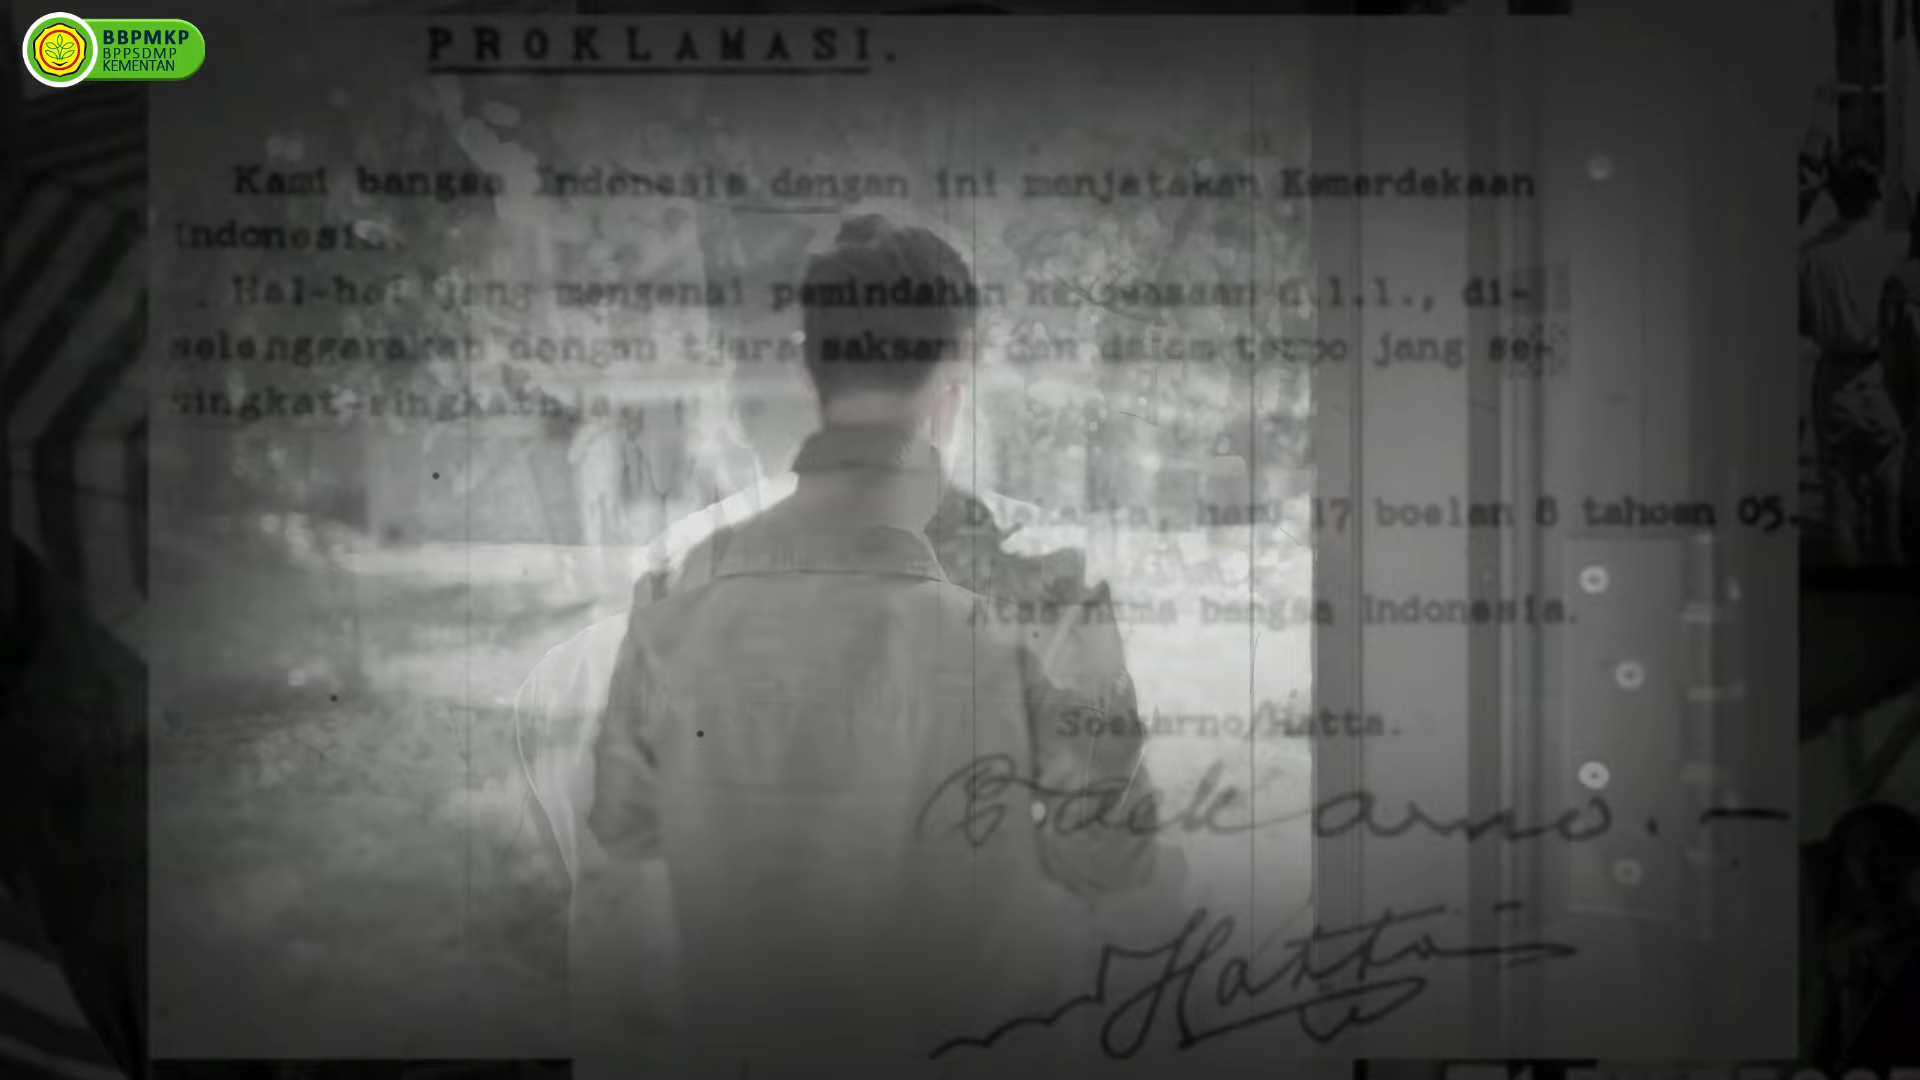 BBPMKP
BPPSDMP
KEMENTAN
PROKLAMASI.
Kami bangsa Indonesia dengan ini menjatakan Kemerdekaan
Indonesia.
Hal-hal jang mengenai pemindahan kekoeasaan d.l.l., di-
selenggarakan dengan tjara saksama dan dalam tempo jang se-
singkat-singkatnja.
Djakarta, hari 17 boelan 8 tahoen 05.
Atas nama bangsa Indonesia.
Soekarno/Hatta.
Soekarno.
Hatta